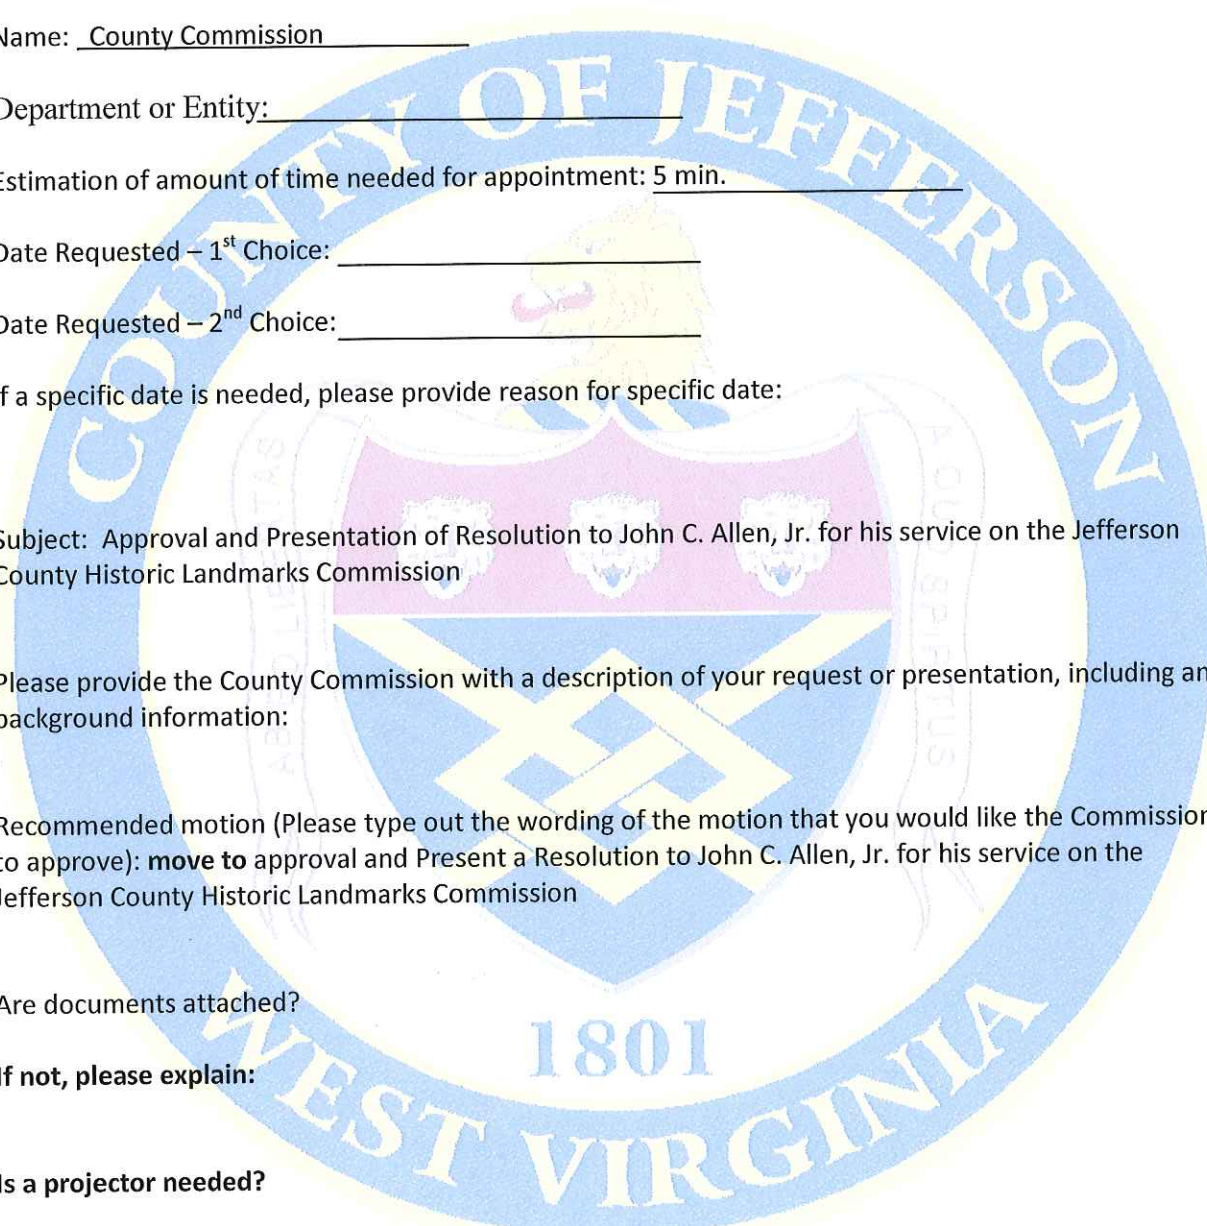 Name: County Commission
Department or Entity:
Estimation of amount of time needed for appointment: 5 min.
Date Requested – 1st Choice:
Date Requested – 2nd Choice:
If a specific date is needed, please provide reason for specific date:
Subject: Approval and Presentation of Resolution to John C. Allen, Jr. for his service on the Jefferson
County Historic Landmarks Commission
Please provide the County Commission with a description of your request or presentation, including an
background information:
Recommended motion (Please type out the wording of the motion that you would like the Commission
to approve): move to approval and Present a Resolution to John C. Allen, Jr. for his service on the
Jefferson County Historic Landmarks Commission
Are documents attached?
If not, please explain:
Is a projector needed?
COUNTY OF JEFFERSON
WEST VIRGINIA
1801